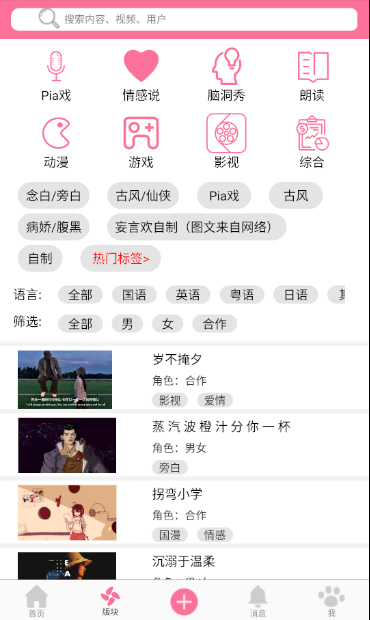 搜索内容、视频、用户
Pia戏 情感说 脑洞秀 朗读
动漫 游戏 影视 综合
念白/旁白 古风/仙侠 Pia戏 古风
病娇/腹黑 妄言欢自制（图文来自网络）
自制 热门标签>
语言: 全部 国语 英语 粤语 日语
筛选: 全部 男 女 合作
岁不掩夕
角色：合作
影视 爱情
蒸汽波橙汁分你一杯
角色：男女
旁白
拐弯小学
角色：合作
国漫 情感
沉溺于温柔
首页 版块 消息 我